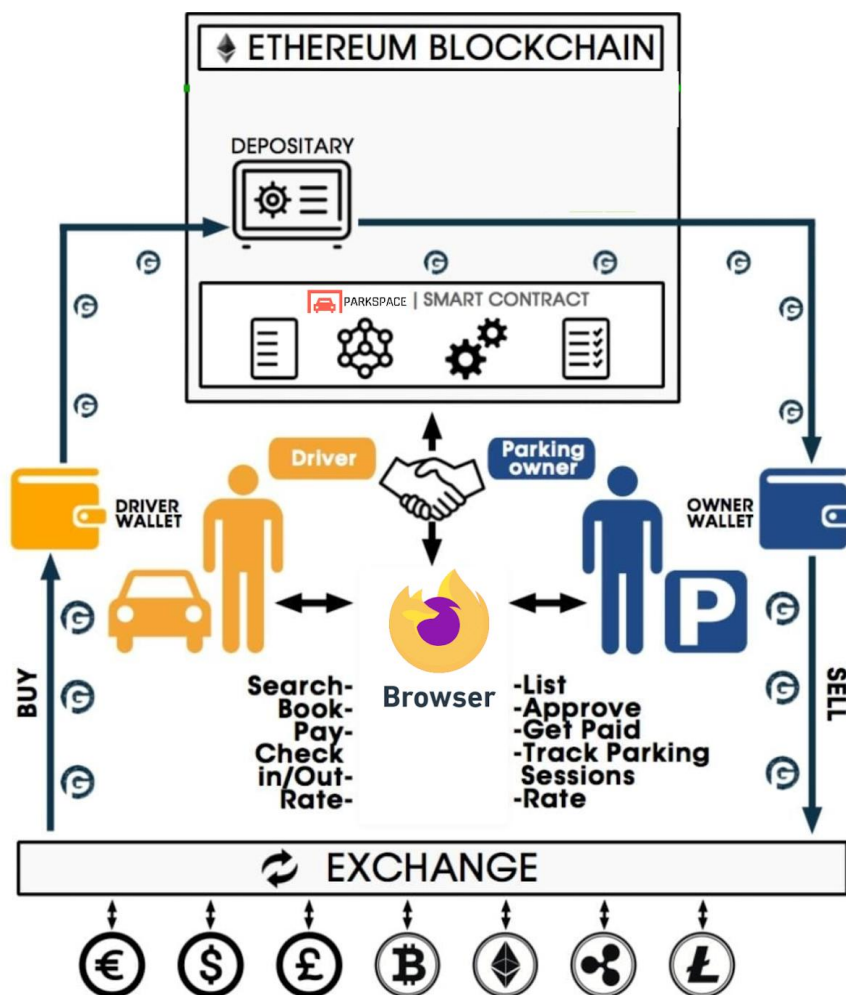 ETHEREUM BLOCKCHAIN
DEPOSITARY
PARKSPACE | SMART CONTRACT
Driver
Parking
owner
DRIVER
WALLET
OWNER
WALLET
P
Browser
Search-
Book-
Pay-
Check
in/Out-
Rate-
-List
-Approve
-Get Paid
-Track Parking
Sessions
-Rate
BUY
SELL
EXCHANGE